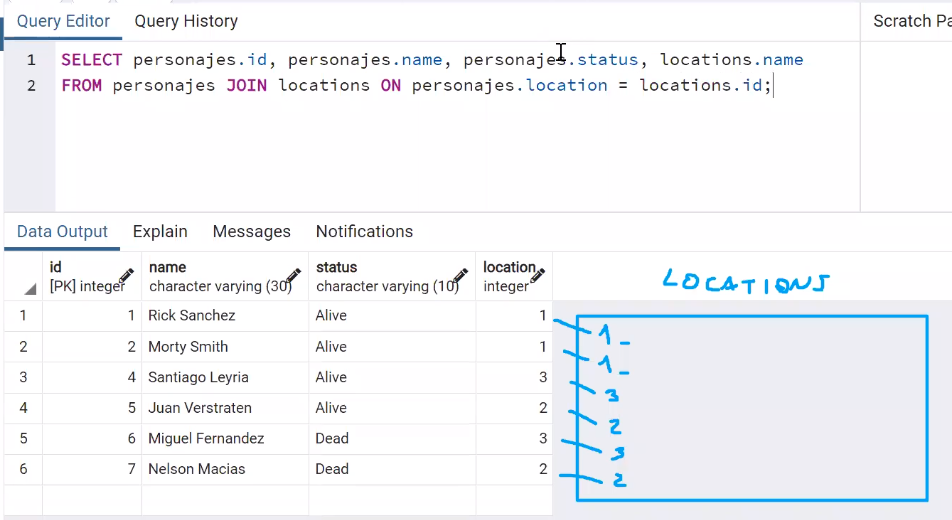 Query Editor Query History Scratch Pa
1 SELECT personajes.id, personajes.name, personajes.status, locations.name
2 FROM personajes JOIN locations ON personajes.location = locations.id;
Data Output Explain Messages Notifications
id name status location
[PK] integer character varying (30) character varying (10) integer
LOCATIONS
1 1 Rick Sanchez Alive 1 1
2 2 Morty Smith Alive 1 1
3 4 Santiago Leyria Alive 3 3
4 5 Juan Verstraten Alive 2 2
5 6 Miguel Fernandez Dead 3 3
6 7 Nelson Macias Dead 2 2